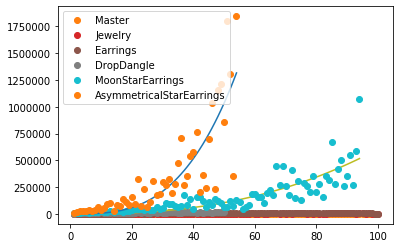 Master
Jewelry
Earrings
DropDangle
MoonStarEarrings
AsymmetricalStarEarrings
1750000
1500000
1250000
1000000
750000
500000
250000
0
0 20 40 60 80 100